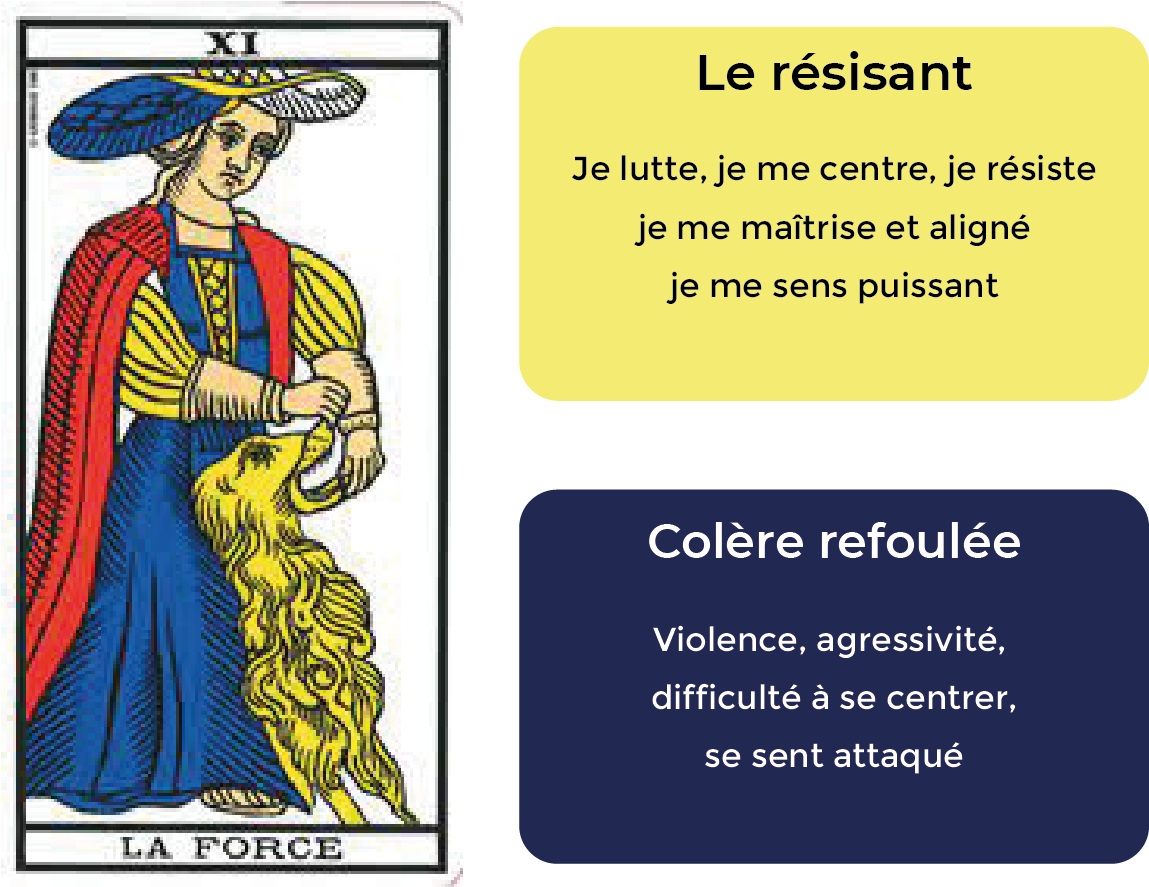 XI
LA FORCE
Le résisant
Je lutte, je me centre, je résiste
je me maîtrise et aligné
je me sens puissant
Colère refoulée
Violence, agressivité,
difficulté à se centrer,
se sent attaqué